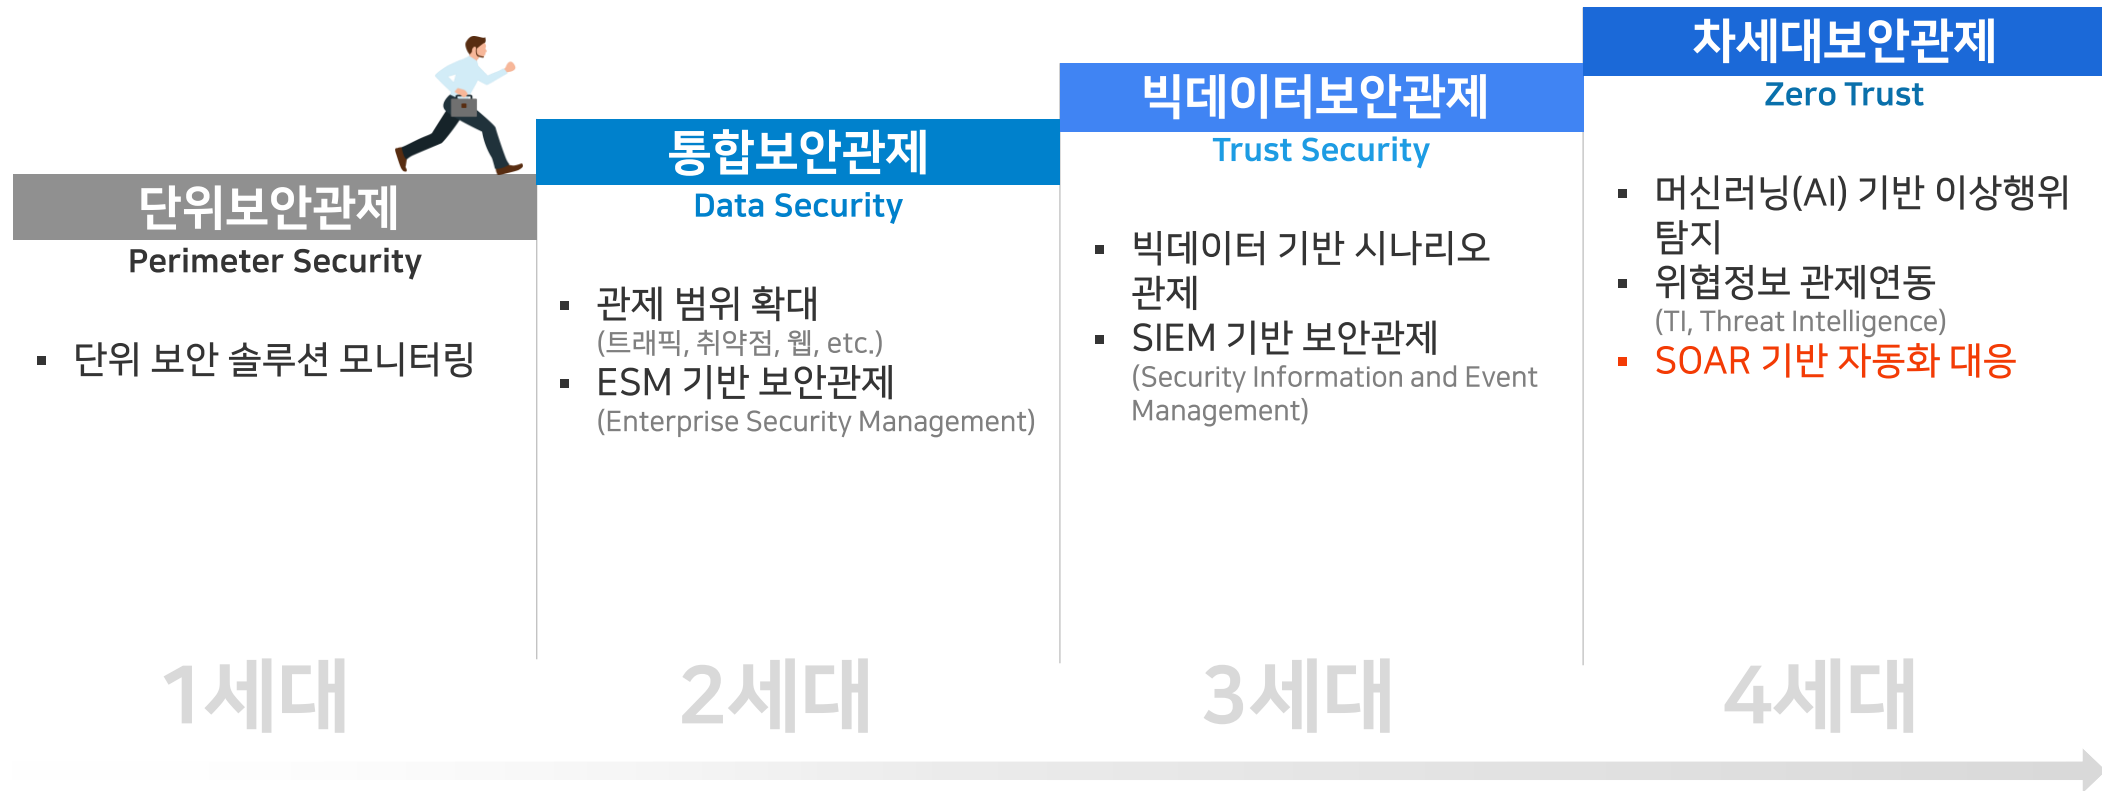 단위보안관제
Perimeter Security
▪ 단위 보안 솔루션 모니터링
1세대
통합보안관제
Data Security
▪ 관제 범위 확대
(트래픽, 취약점, 웹, etc.)
▪ ESM 기반 보안관제
(Enterprise Security Management)
2세대
빅데이터보안관제
Trust Security
▪ 빅데이터 기반 시나리오
관제
▪ SIEM 기반 보안관제
(Security Information and Event
Management)
3세대
차세대보안관제
Zero Trust
▪ 머신러닝(AI) 기반 이상행위
탐지
▪ 위협정보 관제연동
(TI, Threat Intelligence)
▪ SOAR 기반 자동화 대응
4세대